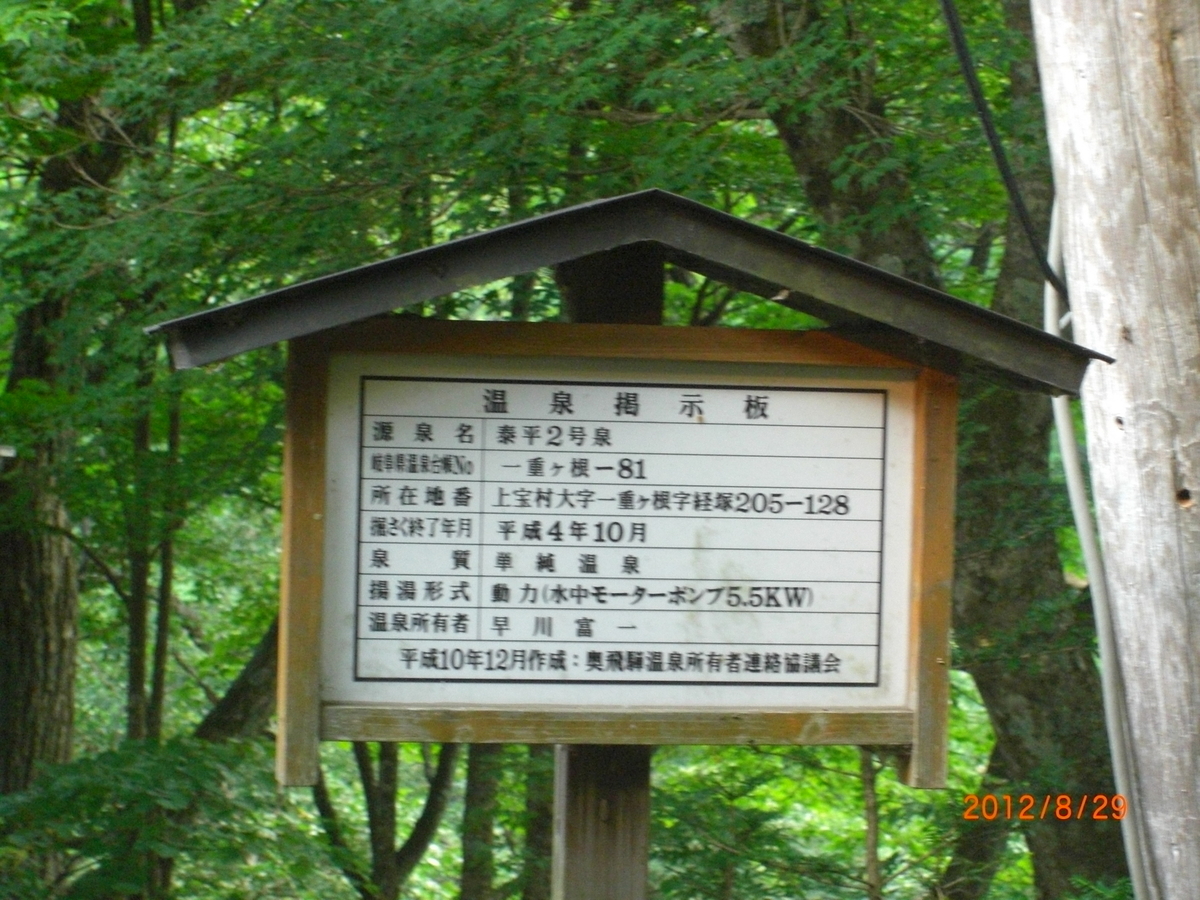 温泉掲示板
源泉名 泰平2号泉
岐阜県温泉台帳No 一重ヶ根ー81
所在地番 上宝村大字一重ヶ根字経塚205ー128
掘さく終了年月 平成4年10月
泉質 単純温泉
揚湯形式 動力(水中モーターポンプ5.5KW)
温泉所有者 早川富一
平成10年12月作成:奥飛騨温泉所有者連絡協議会
2012/8/29